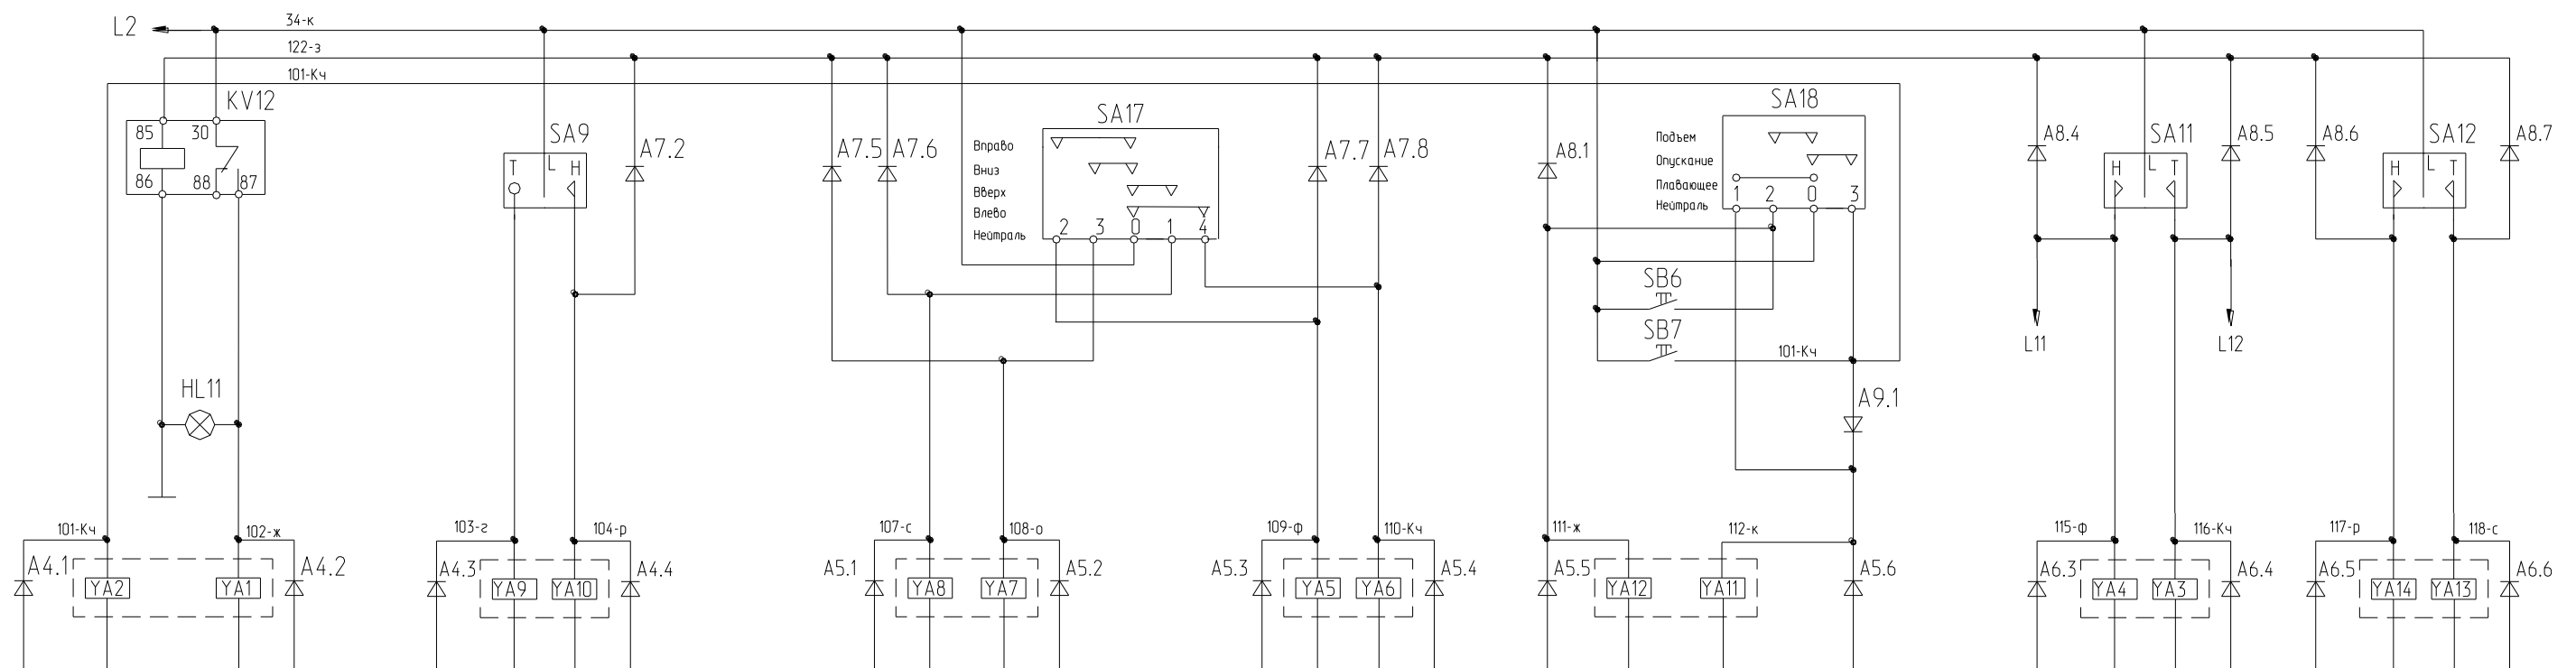 L2
34-к
122-з
101-Кч
KV12
85
30
86
88
87
HL11
SA9
T
L
H
A7.2
A7.5
A7.6
SA17
Вправо
Вниз
Вверх
Влево
Нейтраль
2
3
0
1
4
A7.7
A7.8
A8.1
SA18
Подъем
Опускание
Плавающее
Нейтраль
1
2
0
3
SB6
SB7
101-Кч
A9.1
A8.4
SA11
H
L
T
A8.5
L11
L12
A8.6
SA12
H
L
T
A8.7
101-Кч
102-ж
103-г
104-р
107-с
108-о
109-ф
110-Кч
111-ж
112-к
115-ф
116-Кч
117-р
118-с
A4.1
YA2
YA1
A4.2
A4.3
YA9
YA10
A4.4
A5.1
YA8
YA7
A5.2
A5.3
YA5
YA6
A5.4
A5.5
YA12
YA11
A5.6
A6.3
YA4
YA3
A6.4
A6.5
YA14
YA13
A6.6